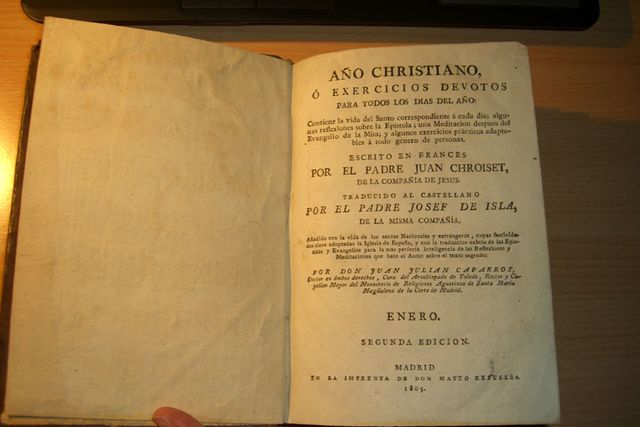 AÑO CHRISTIANO,
Ó EXERCICIOS DEVOTOS
PARA TODOS LOS DIAS DEL AÑO:
Contiene la vida del Santo correspondiente á cada dia; algu-
nas reflexîones sobre la Epístola; una Meditacion despues del
Evangelio de la Misa; y algunos exercicios prácticos adapta-
bles á todo género de personas.
ESCRITO EN FRANCES
POR EL PADRE JUAN CHROISET,
DE LA COMPAÑIA DE JESUS:
TRADUCIDO AL CASTELLANO
POR EL PADRE JOSEF DE ISLA,
DE LA MISMA COMPAÑIA.
Añadido con la vida de los santos Nacionales y extrangeros, cuyas festivida-
des tiene adoptadas la Iglesia de España, y con la traduccion exâcta de las Epís-
tolas y Evangelios para la mas perfecta inteligencia de las Reflexîones y
Meditaciones que hace el Autor sobre el texto sagrado:
POR DON JUAN JULIAN CAPARROS,
Doctor en ámbos derechos, Cura del Arzobispado de Toledo, Rector y Ca-
pellan Mayor del Monasterio de Religiosas Agustinas de Santa María
Magdalena de la Corte de Madrid.
ENERO.
SEGUNDA EDICION.
MADRID
EN LA IMPRENTA DE DON MATEO REPULLÉS.
1805.